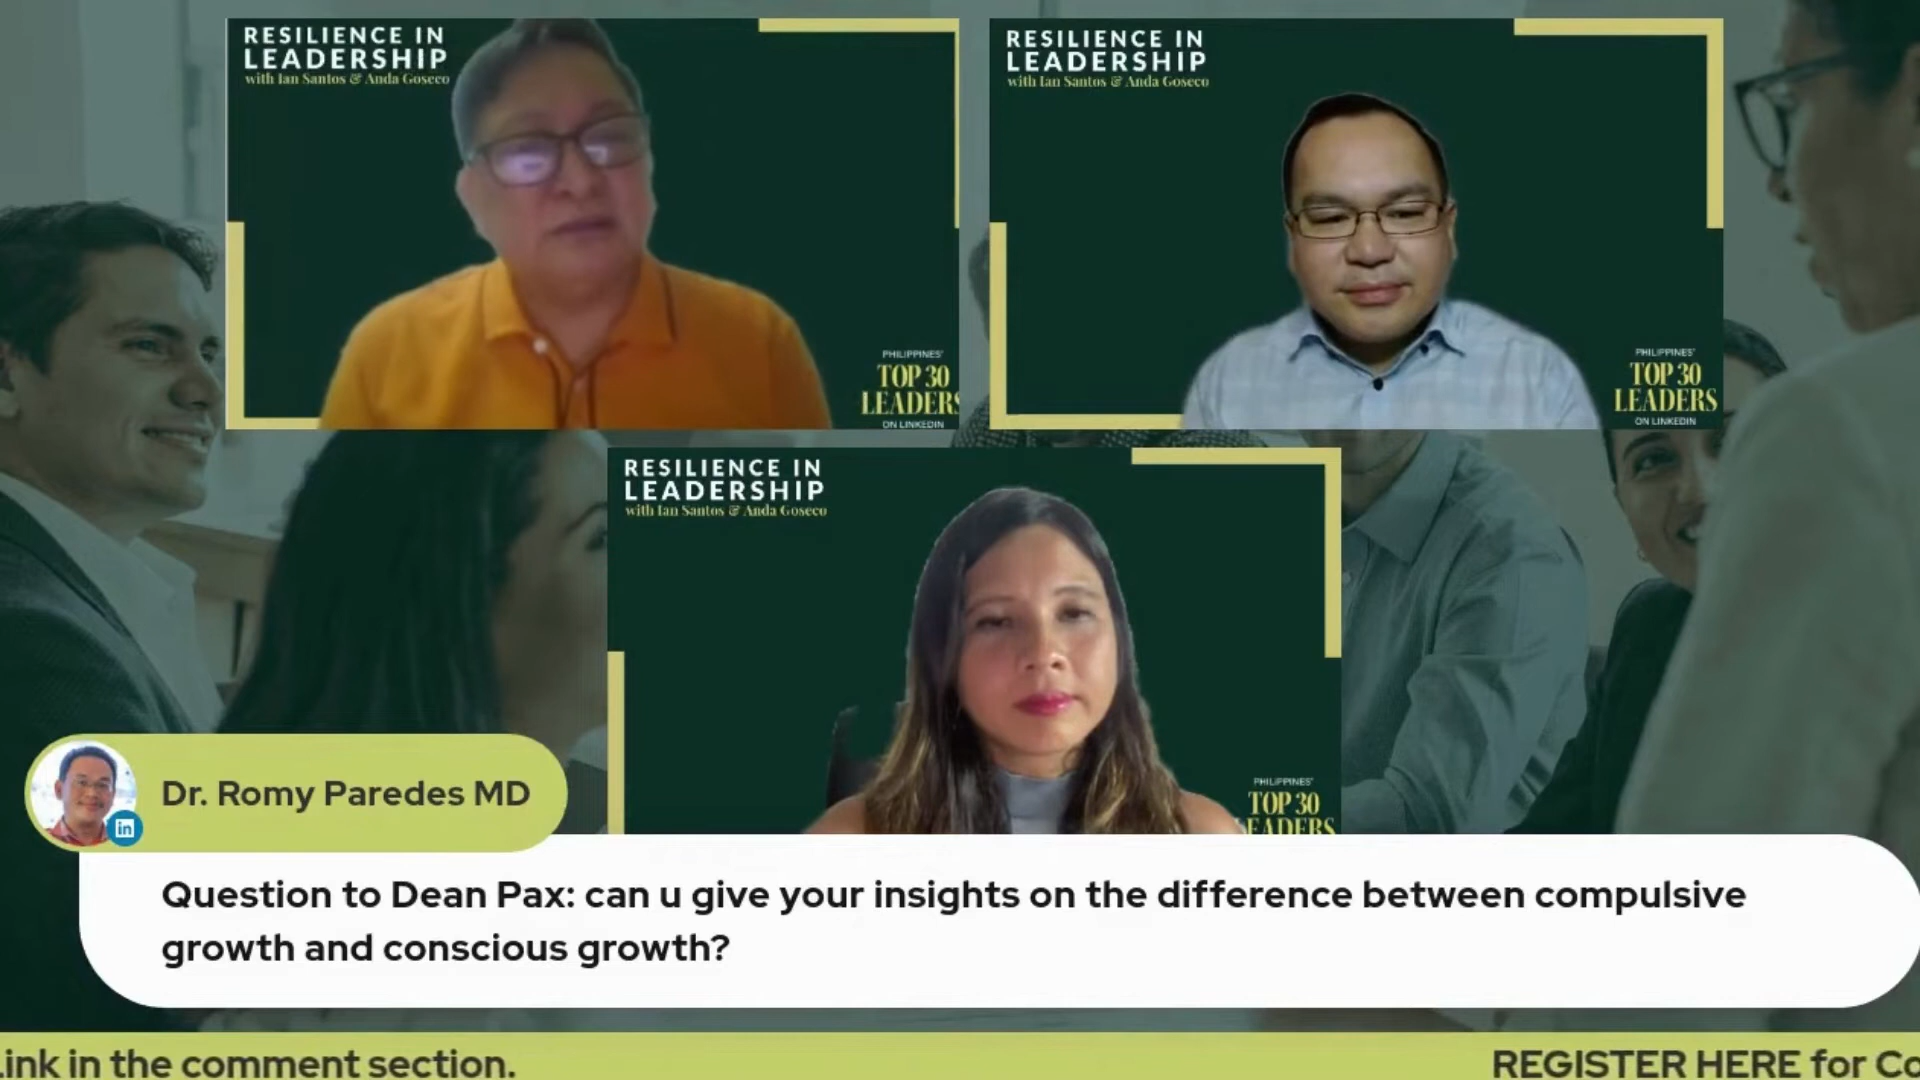 RESILIENCE IN
LEADERSHIP
with Ian Santos & Anda Goseco
PHILIPPINES'
TOP 30
LEADERS
ON LINKEDIN
RESILIENCE IN
LEADERSHIP
with Ian Santos & Anda Goseco
PHILIPPINES'
TOP 30
LEADERS
ON LINKEDIN
RESILIENCE IN
LEADERSHIP
with Ian Santos & Anda Goseco
PHILIPPINES'
TOP 30
LEADERS
Dr. Romy Paredes MD
in
Question to Dean Pax: can u give your insights on the difference between compulsive
growth and conscious growth?
ink in the comment section.
REGISTER HERE for Co